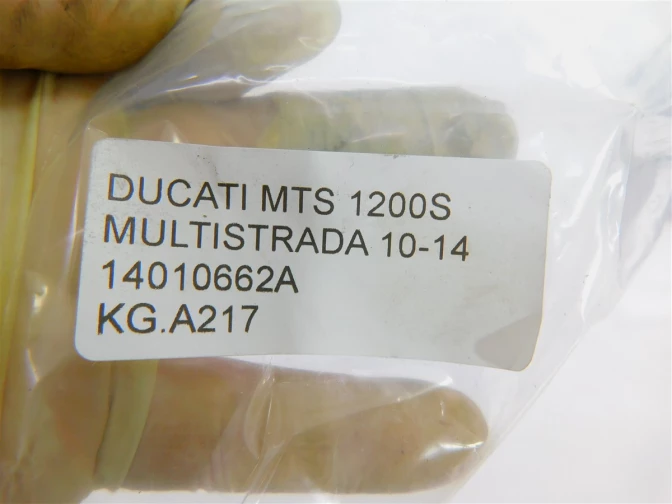 DUCATI MTS 1200S
MULTISTRADA 10-14
14010662A
KG.A217